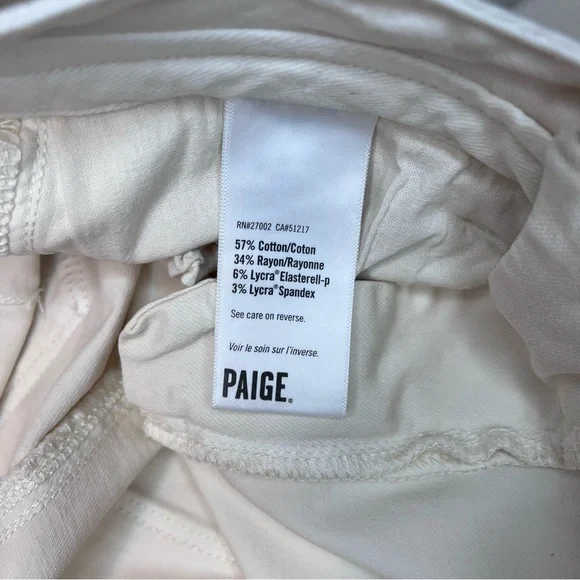 RN#27002 CA#51217
57% Cotton/Coton
34% Rayon/Rayonne
6% Lycra® Elasterell-p
3% Lycra® Spandex
See care on reverse.
Voir le soin sur l'inverse.
PAIGE®